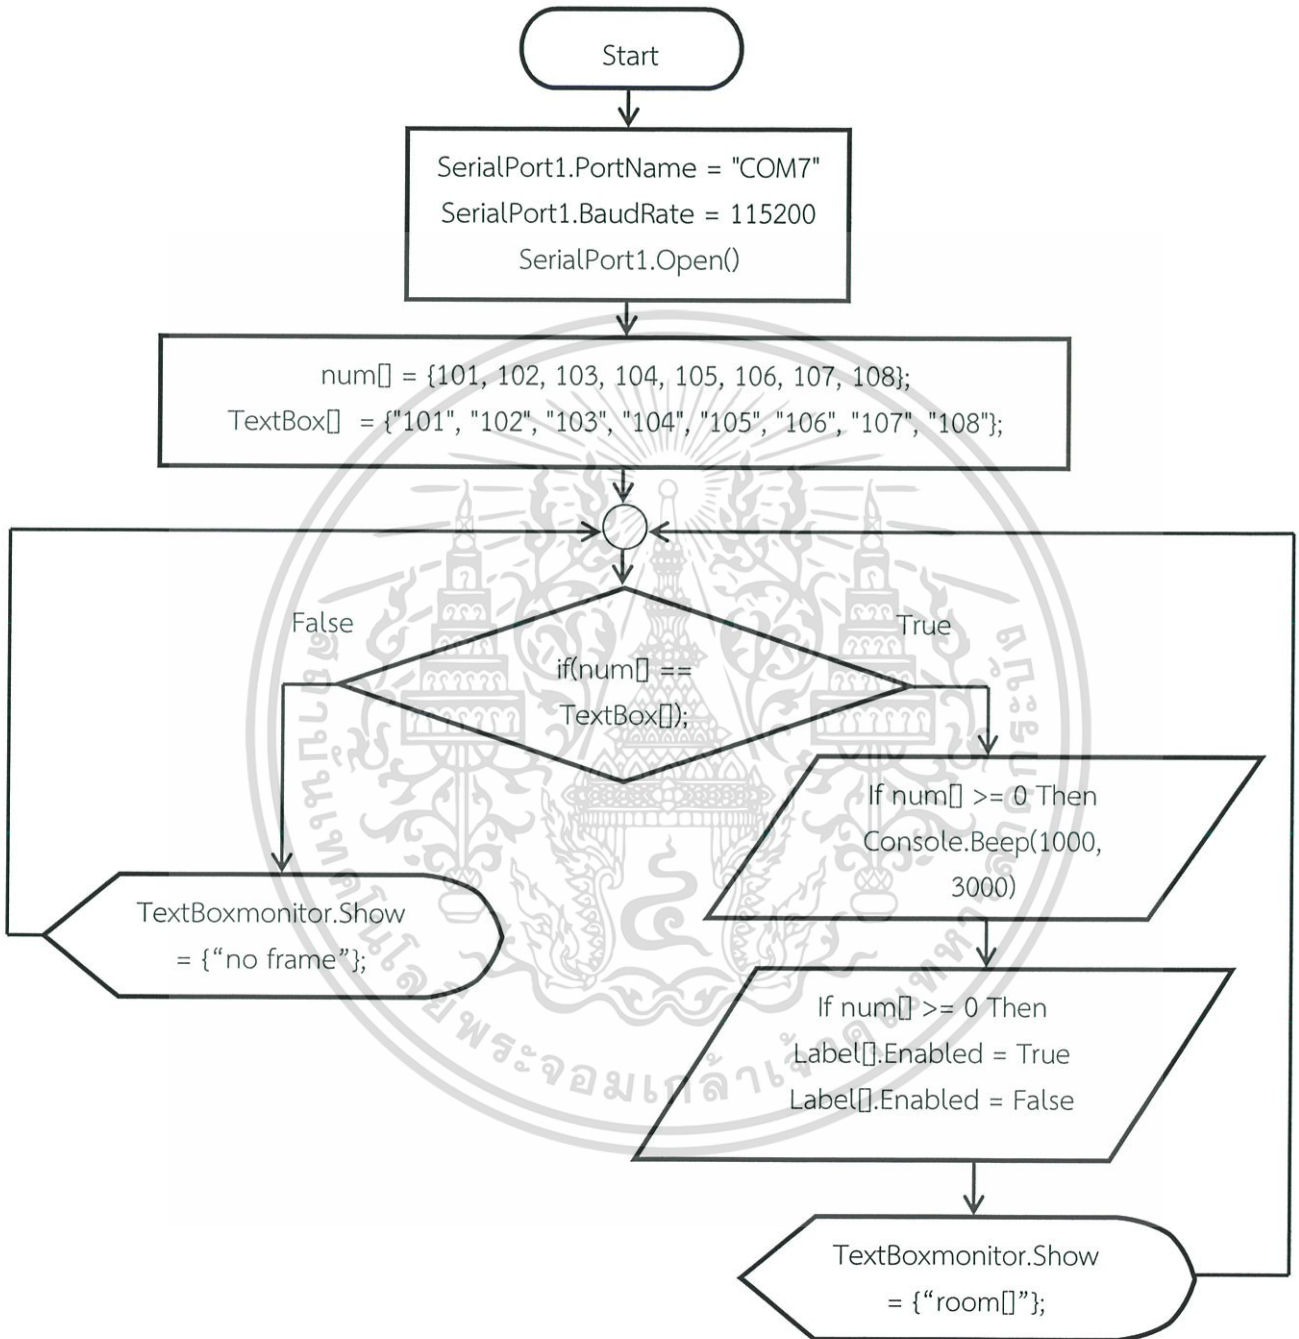 Start
SerialPort1.PortName = "COM7"
SerialPort1.BaudRate = 115200
SerialPort1.Open()
num[] = {101, 102, 103, 104, 105, 106, 107, 108};
TextBox[] = {"101", "102", "103", "104", "105", "106", "107", "108"};
False
True
if(num[] ==
TextBox[]);
If num[] >= 0 Then
Console.Beep(1000,
3000)
TextBoxmonitor.Show
= {“no frame”};
If num[] >= 0 Then
Label[].Enabled = True
Label[].Enabled = False
TextBoxmonitor.Show
= {“room[]”};